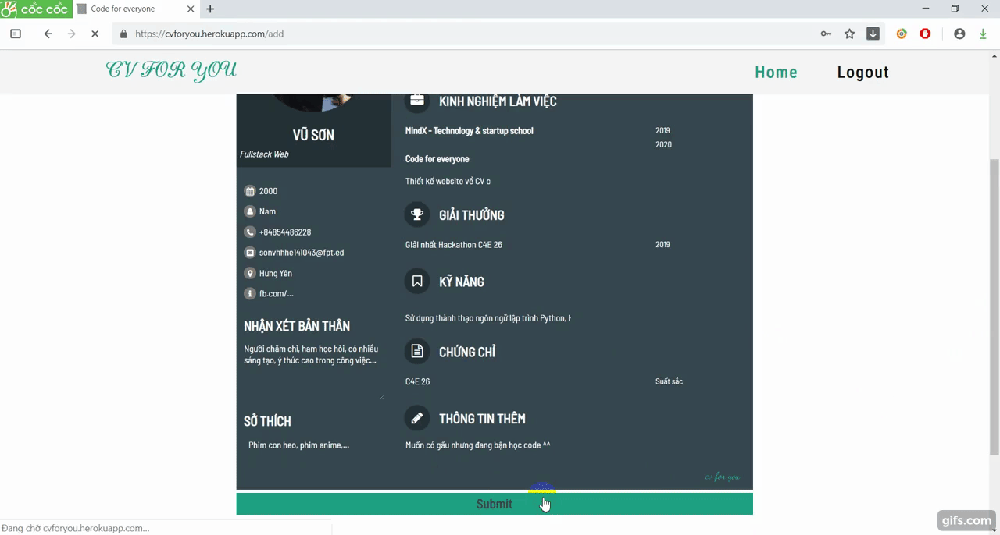 CỐC CỐC
Code for everyone
https://cvforyou.herokuapp.com/add
CV FOR YOU
Home
Logout
VŨ SƠN
Fullstack Web
2000
Nam
+84854486228
sonvhhhe141043@fpt.ed
Hưng Yên
fb.com/...
NHẬN XÉT BẢN THÂN
Người chăm chỉ, ham học hỏi, có nhiều
sáng tạo, ý thức cao trong công việc...
SỞ THÍCH
Phim con heo, phim anime,...
KINH NGHIỆM LÀM VIỆC
MindX - Technology & startup school
2019
2020
Code for everyone
Thiết kế website về CV c
GIẢI THƯỞNG
Giải nhất Hackathon C4E 26
2019
KỸ NĂNG
Sử dụng thành thạo ngôn ngữ lập trình Python, H
CHỨNG CHỈ
C4E 26
Suất sắc
THÔNG TIN THÊM
Muốn có gấu nhưng đang bận học code ^^
cv for you
Submit
Đang chờ cvforyou.herokuapp.com...
gifs.com